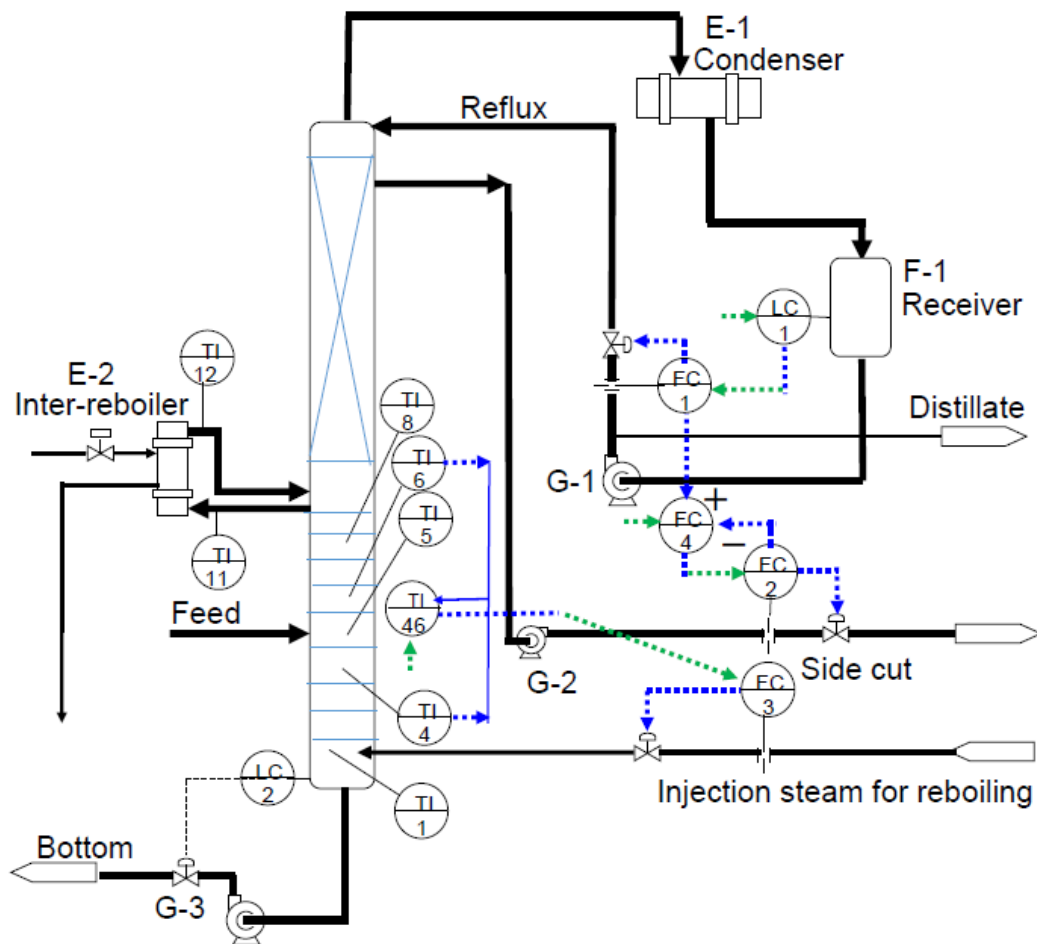 E-1
Condenser
Reflux
F-1
Receiver
LC
1
TI
12
E-2
Inter-reboiler
FC
1
TI
8
Distillate
TI
6
G-1
TI
5
+
FC
4
−
TI
11
FC
2
Feed
TI
46
G-2
Side cut
FC
3
TI
4
LC
2
Injection steam for reboiling
TI
1
Bottom
G-3